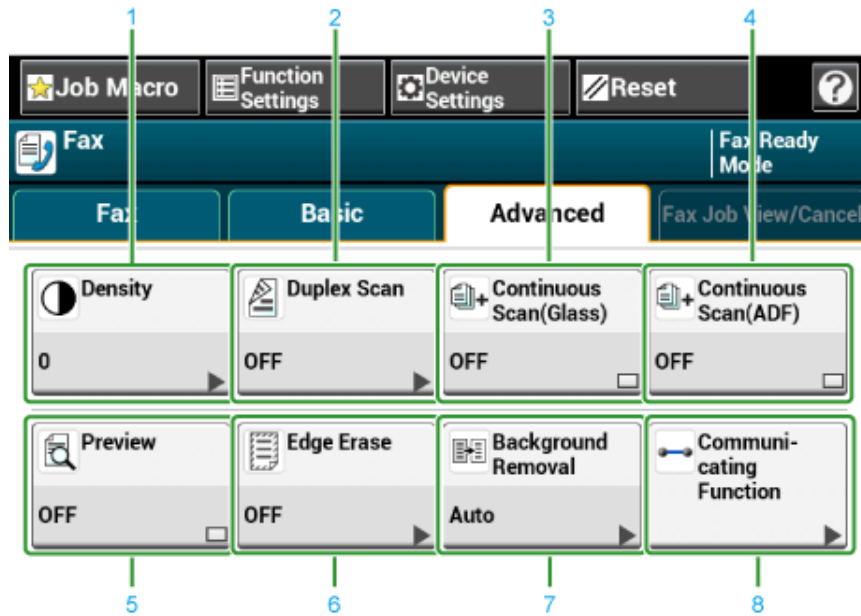 1 2 3 4
Job Macro Function Settings Device Settings Reset ?
Fax Fax Ready Mode
Fax Basic Advanced Fax Job View/Cancel
Density Duplex Scan Continuous Scan(Glass) Continuous Scan(ADF)
0 OFF OFF OFF
Preview Edge Erase Background Removal Communi-
cating
Function
OFF OFF Auto
5 6 7 8